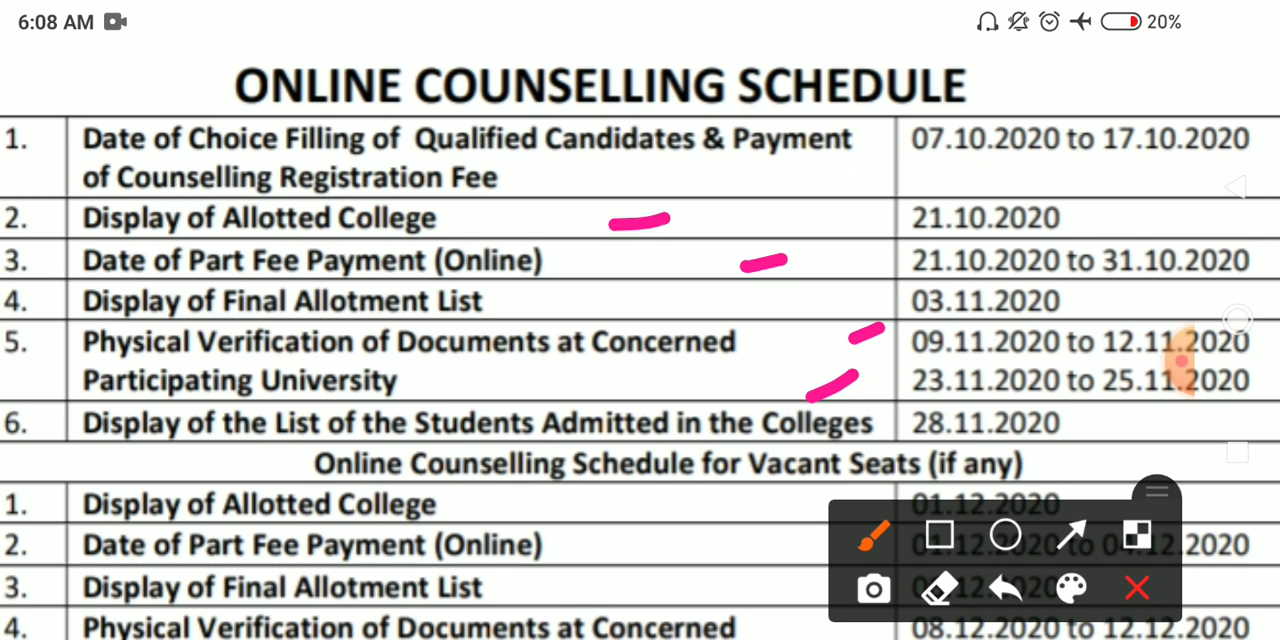 6:08 AM 20%
ONLINE COUNSELLING SCHEDULE
1. Date of Choice Filling of Qualified Candidates & Payment 07.10.2020 to 17.10.2020
of Counselling Registration Fee
2. Display of Allotted College 21.10.2020
3. Date of Part Fee Payment (Online) 21.10.2020 to 31.10.2020
4. Display of Final Allotment List 03.11.2020
5. Physical Verification of Documents at Concerned 09.11.2020 to 12.11.2020
Participating University 23.11.2020 to 25.11.2020
6. Display of the List of the Students Admitted in the Colleges 28.11.2020
Online Counselling Schedule for Vacant Seats (if any)
1. Display of Allotted College 01.12.2020
2. Date of Part Fee Payment (Online) 01.12.2020 to 04.12.2020
3. Display of Final Allotment List
4. Physical Verification of Documents at Concerned 08.12.2020 to 12.12.2020